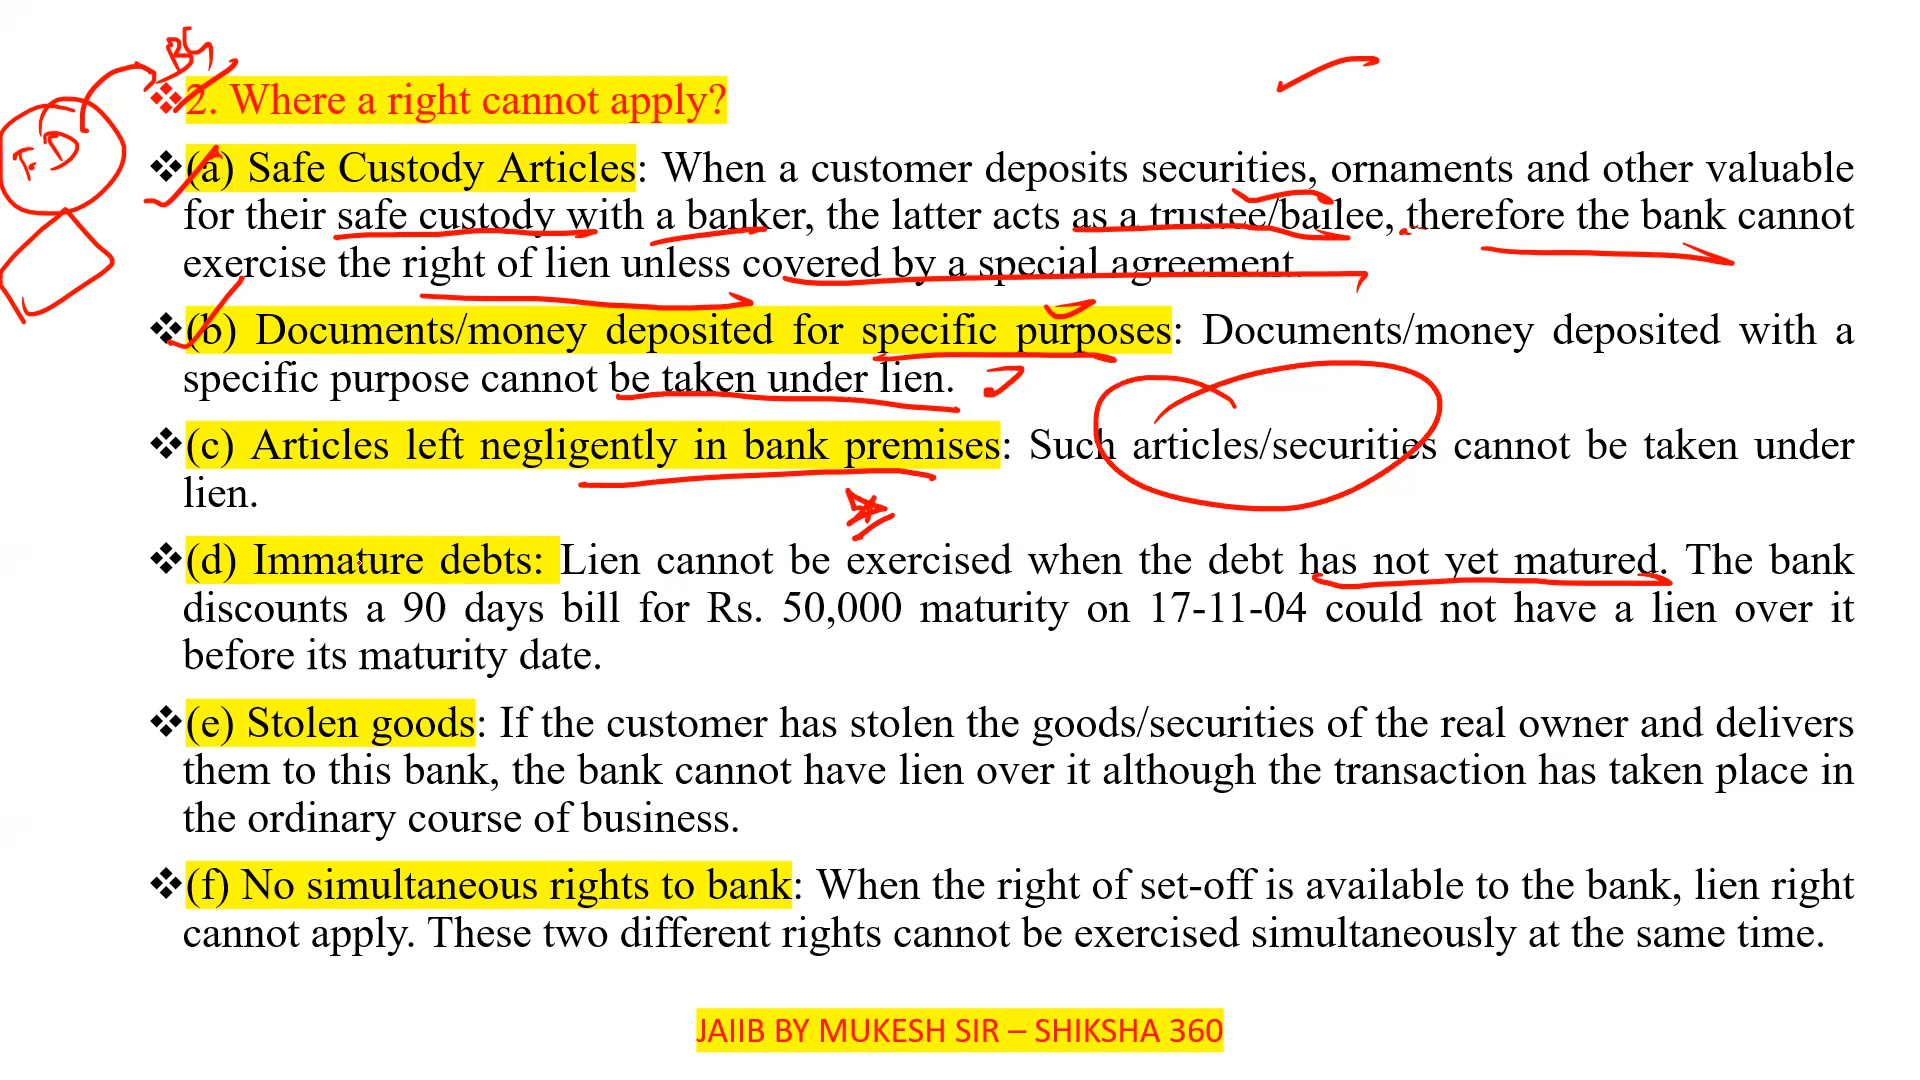 BG
F.D
❖2. Where a right cannot apply?
❖(a) Safe Custody Articles: When a customer deposits securities, ornaments and other valuable
for their safe custody with a banker, the latter acts as a trustee/bailee, therefore the bank cannot
exercise the right of lien unless covered by a special agreement.
❖(b) Documents/money deposited for specific purposes: Documents/money deposited with a
specific purpose cannot be taken under lien.
❖(c) Articles left negligently in bank premises: Such articles/securities cannot be taken under
lien.
❖(d) Immature debts: Lien cannot be exercised when the debt has not yet matured. The bank
discounts a 90 days bill for Rs. 50,000 maturity on 17-11-04 could not have a lien over it
before its maturity date.
❖(e) Stolen goods: If the customer has stolen the goods/securities of the real owner and delivers
them to this bank, the bank cannot have lien over it although the transaction has taken place in
the ordinary course of business.
❖(f) No simultaneous rights to bank: When the right of set-off is available to the bank, lien right
cannot apply. These two different rights cannot be exercised simultaneously at the same time.
JAIIB BY MUKESH SIR – SHIKSHA 360